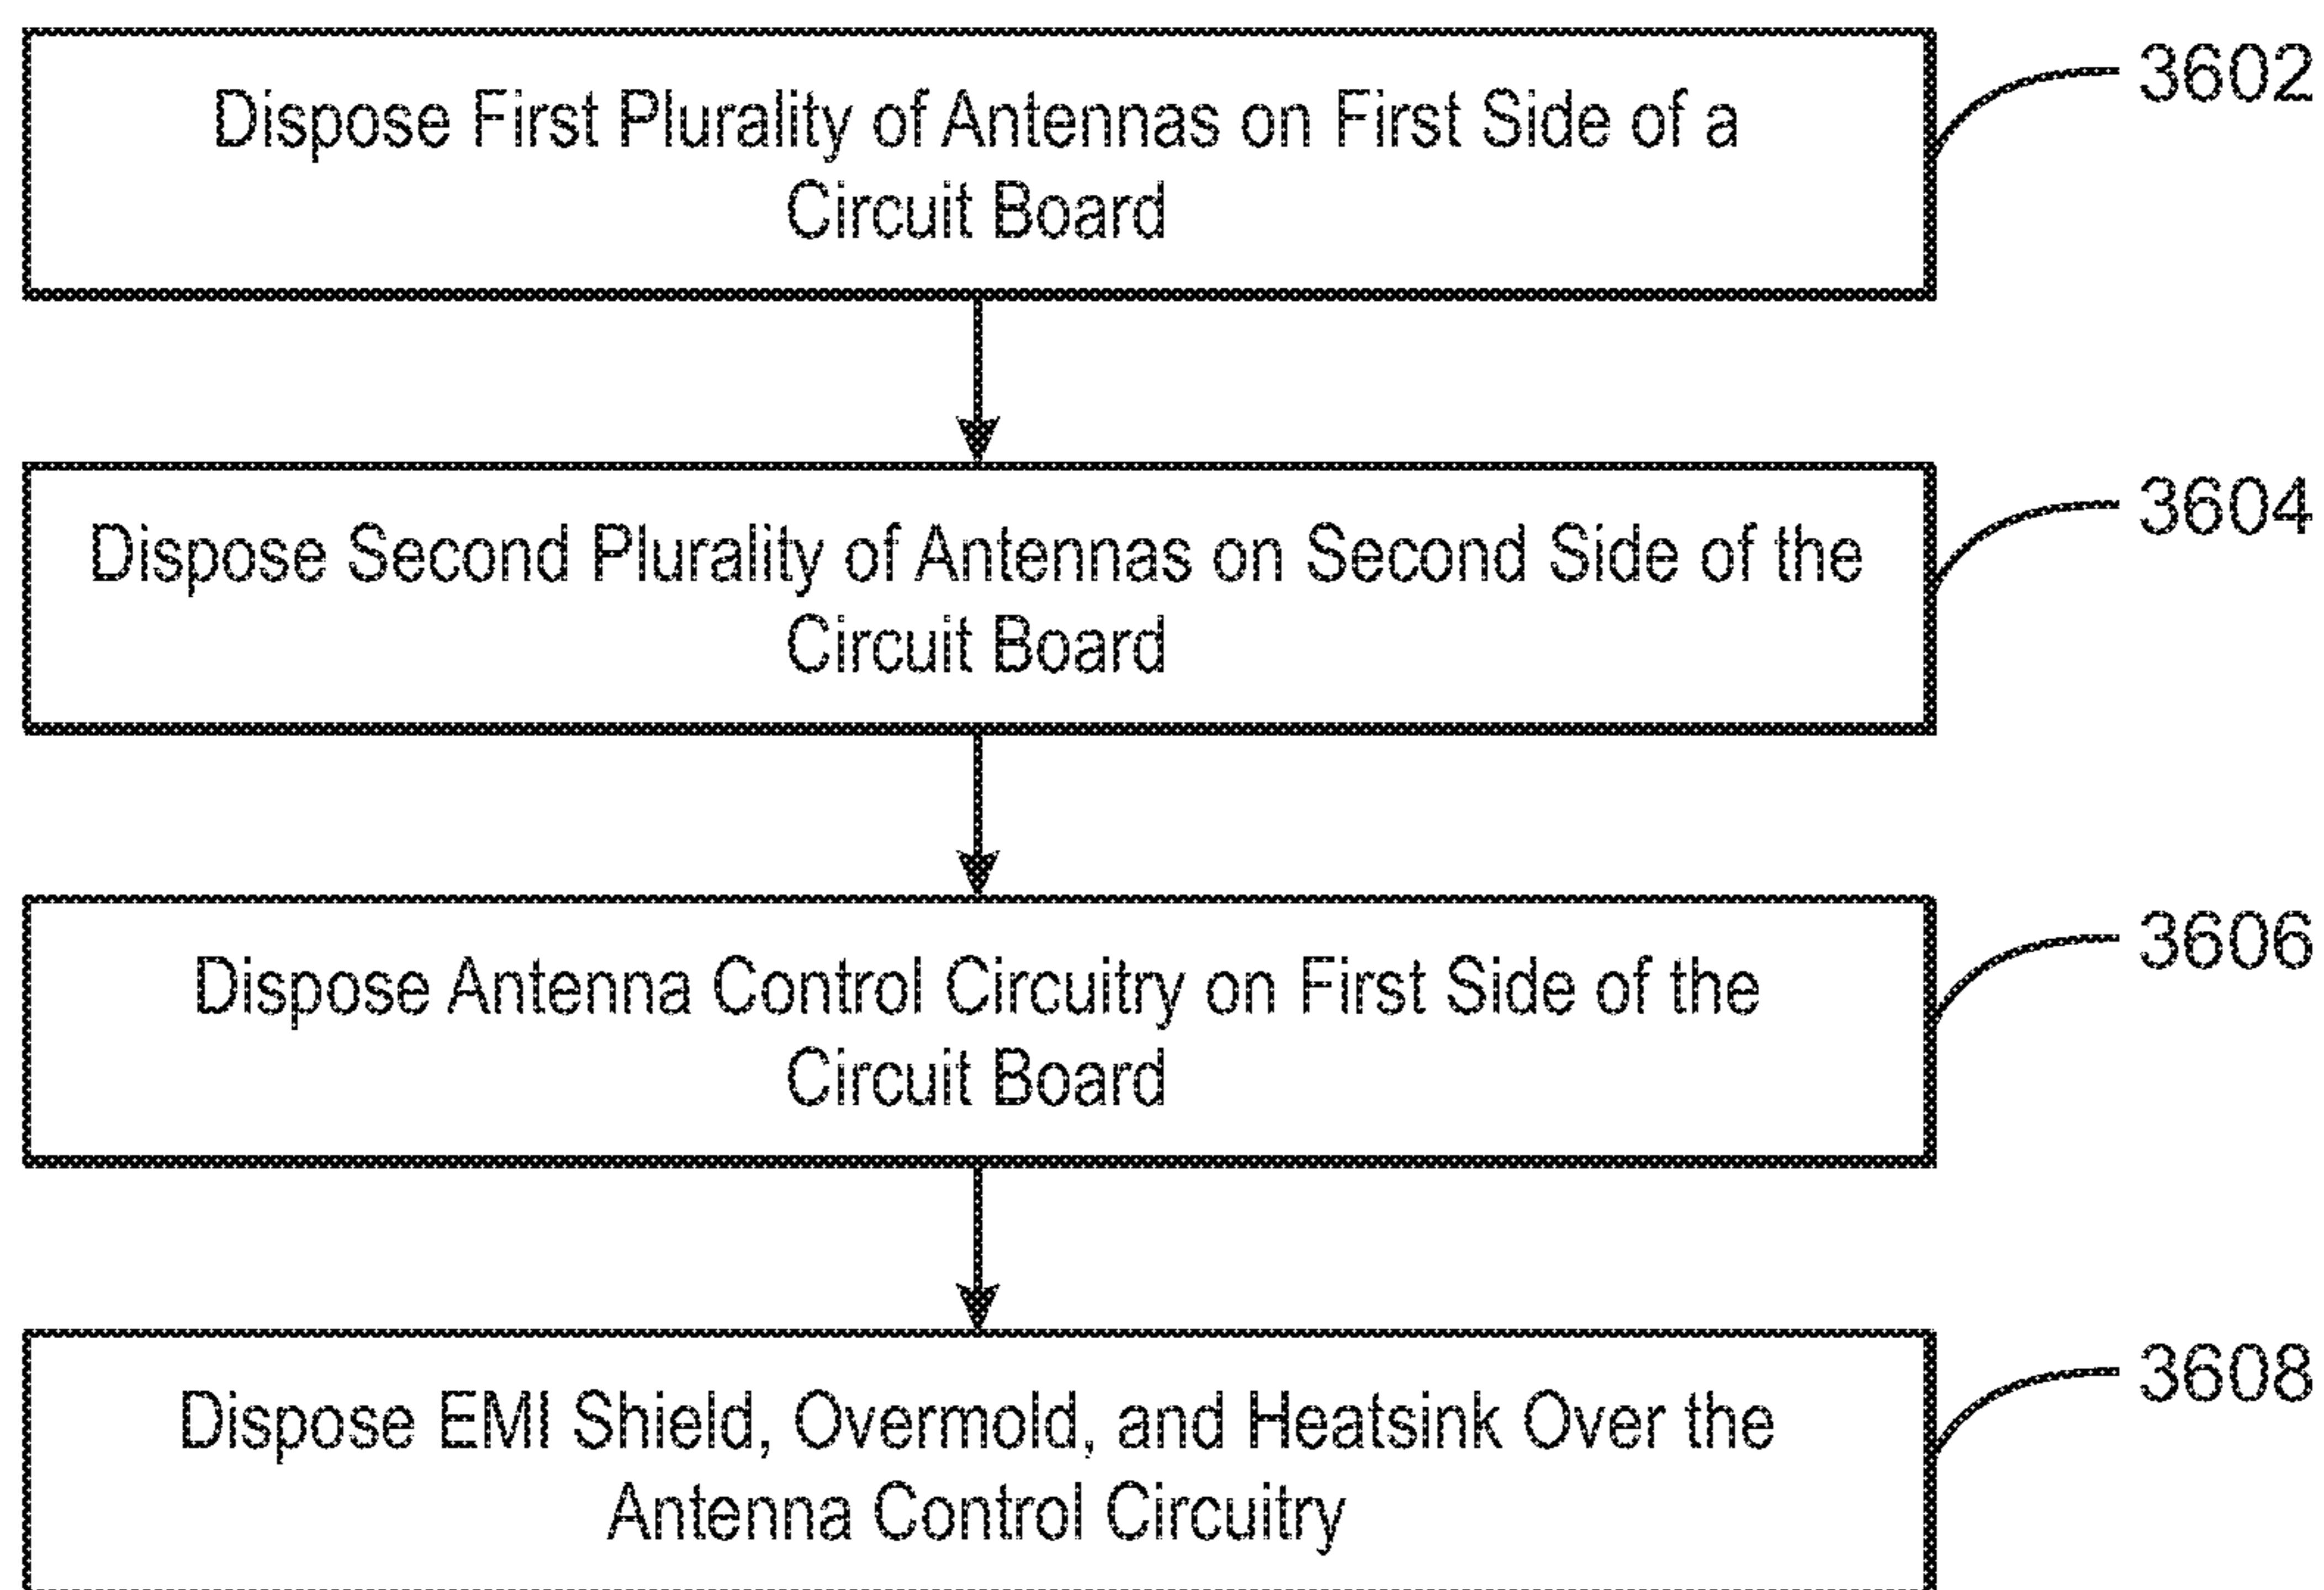 Dispose First Plurality of Antennas on First Side of a
Circuit Board
3602
Dispose Second Plurality of Antennas on Second Side of the
Circuit Board
3604
Dispose Antenna Control Circuitry on First Side of the
Circuit Board
3606
Dispose EMI Shield, Overmold, and Heatsink Over the
Antenna Control Circuitry
3608